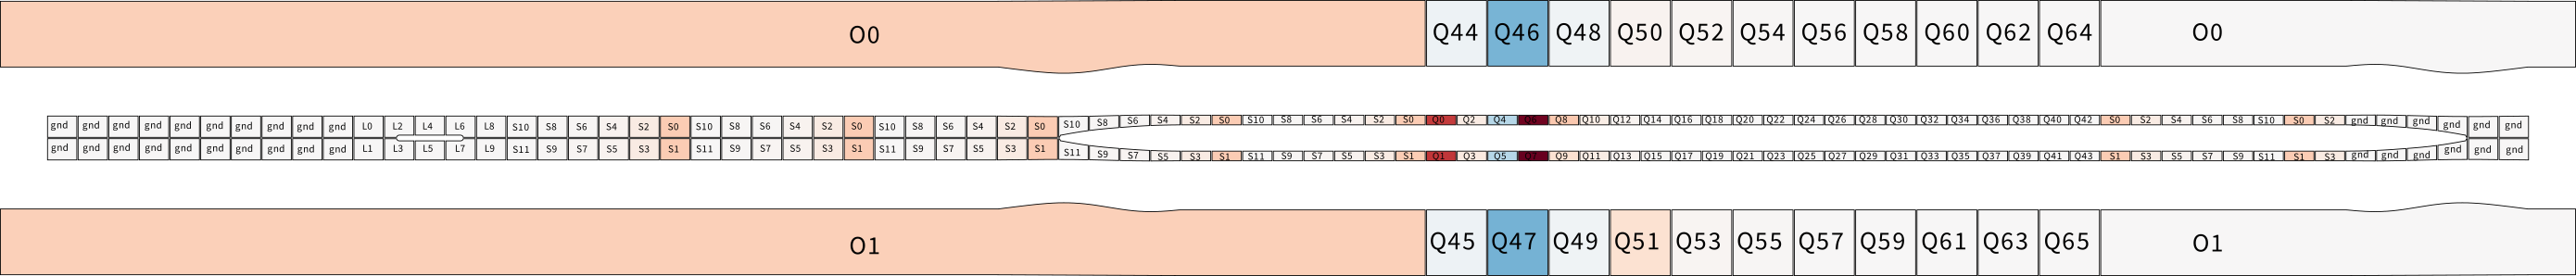 O0 Q44 Q46 Q48 Q50 Q52 Q54 Q56 Q58 Q60 Q62 Q64 O0
gnd gnd gnd gnd gnd gnd gnd gnd gnd gnd L0 L2 L4 L6 L8 S10 S8 S6 S4 S2 S0 S10 S8 S6 S4 S2 S0 S10 S8 S6 S4 S2 S0 S10 S8 S6 S4 S2 S0 S10 S8 S6 S4 S2 S0 Q0 Q2 Q4 Q6 Q8 Q10 Q12 Q14 Q16 Q18 Q20 Q22 Q24 Q26 Q28 Q30 Q32 Q34 Q36 Q38 Q40 Q42 S0 S2 S4 S6 S8 S10 S0 S2 gnd gnd gnd gnd gnd gnd
gnd gnd gnd gnd gnd gnd gnd gnd gnd gnd L1 L3 L5 L7 L9 S11 S9 S7 S5 S3 S1 S11 S9 S7 S5 S3 S1 S11 S9 S7 S5 S3 S1 S11 S9 S7 S5 S3 S1 S11 S9 S7 S5 S3 S1 Q1 Q3 Q5 Q7 Q9 Q11 Q13 Q15 Q17 Q19 Q21 Q23 Q25 Q27 Q29 Q31 Q33 Q35 Q37 Q39 Q41 Q43 S1 S3 S5 S7 S9 S11 S1 S3 gnd gnd gnd gnd gnd gnd
O1 Q45 Q47 Q49 Q51 Q53 Q55 Q57 Q59 Q61 Q63 Q65 O1